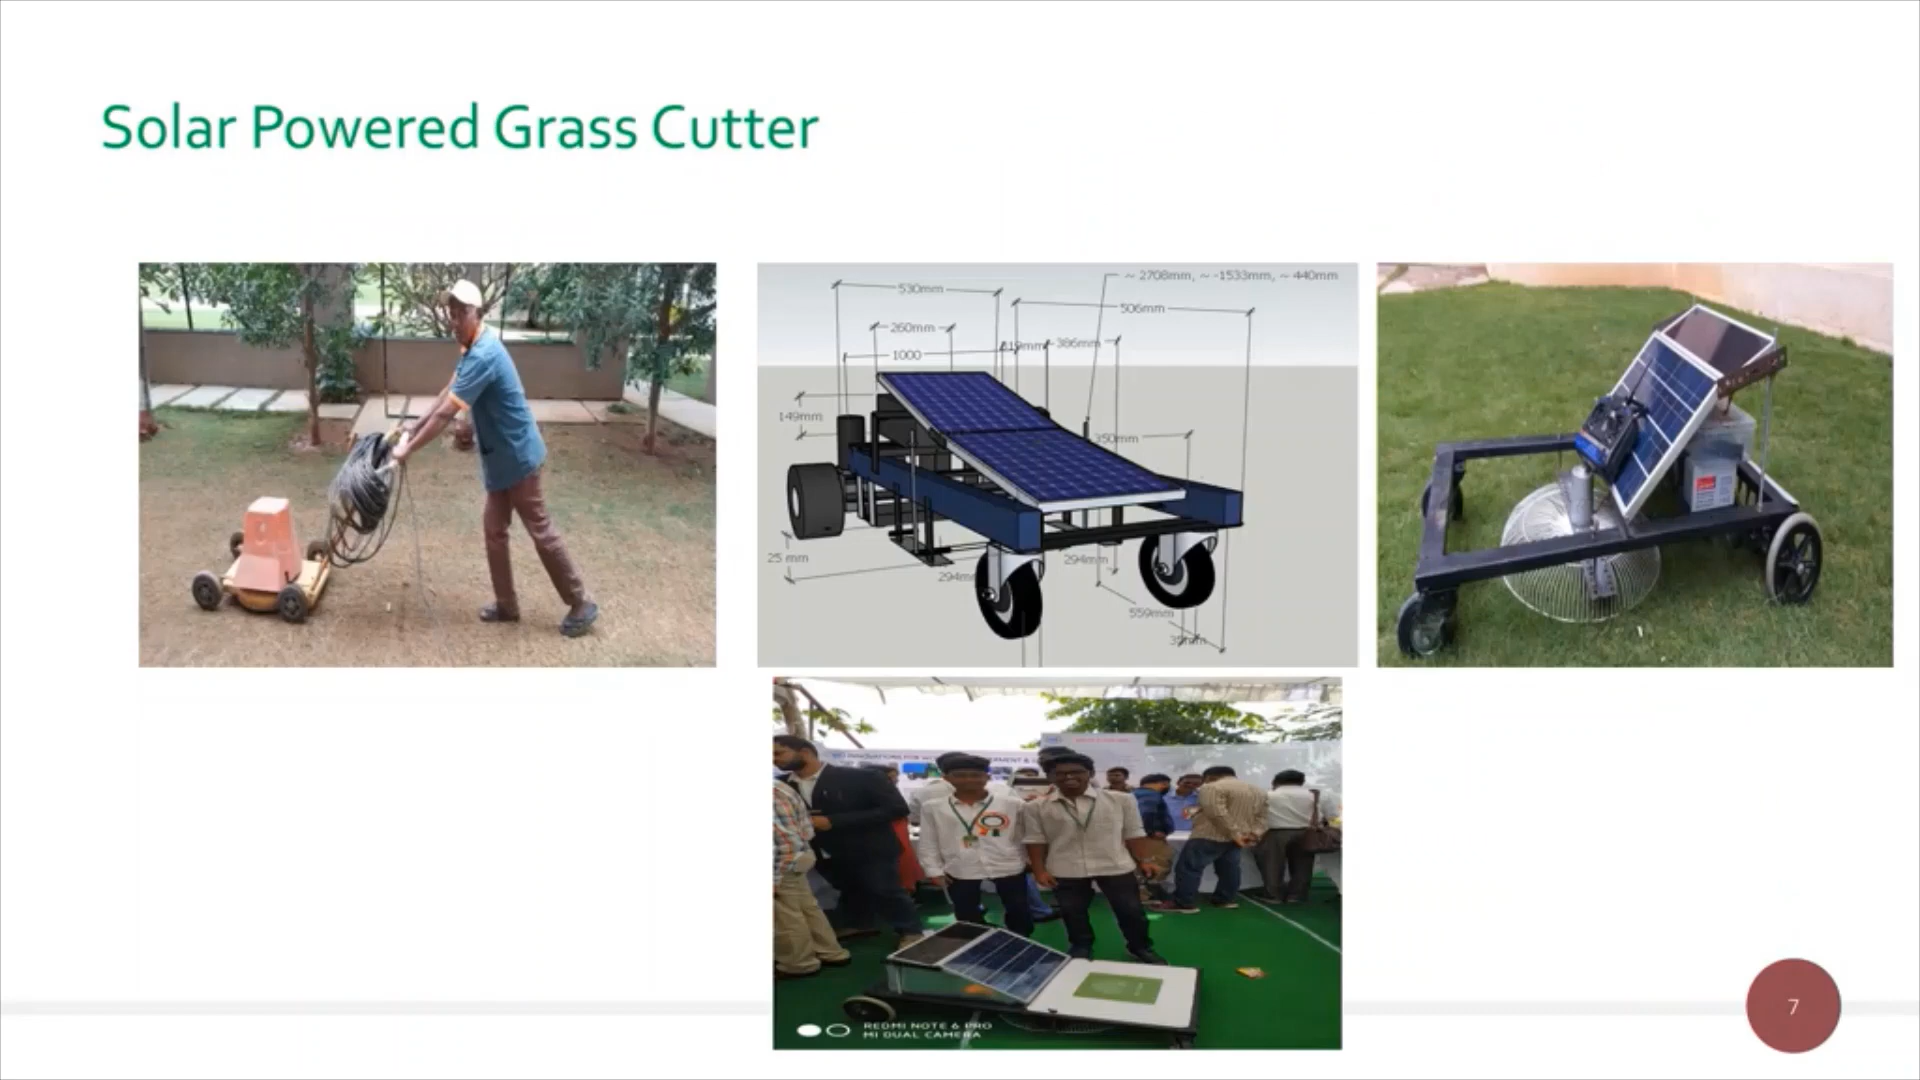 Solar Powered Grass Cutter
~ 2708mm, ~ -1533mm, ~ 440mm
530mm
506mm
260mm
386mm
1000
149mm
350mm
25 mm
294mm
294mm
559mm
REDMI NOTE 6 PRO
MI DUAL CAMERA
7